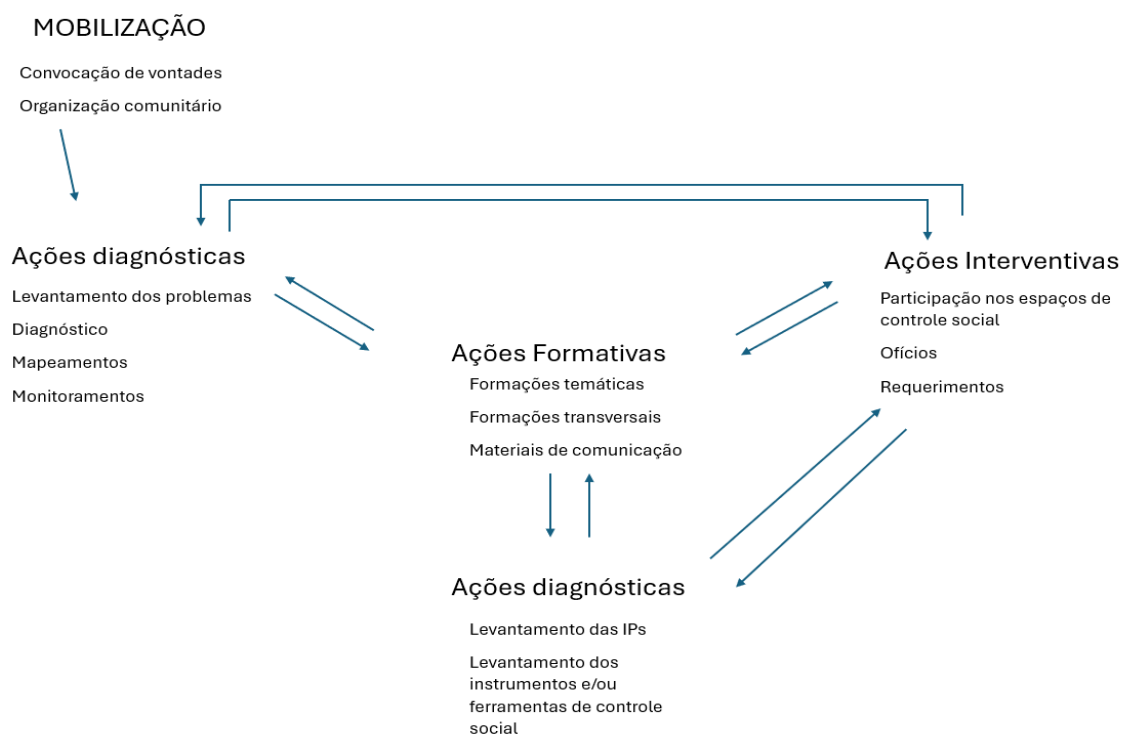 MOBILIZAÇÃO
Convocação de vontades
Organização comunitário
Ações diagnósticas
Levantamento dos problemas
Diagnóstico
Mapeamentos
Monitoramentos
Ações Formativas
Formações temáticas
Formações transversais
Materiais de comunicação
Ações Interventivas
Participação nos espaços de
controle social
Ofícios
Requerimentos
Ações diagnósticas
Levantamento das IPs
Levantamento dos
instrumentos e/ou
ferramentas de controle
social